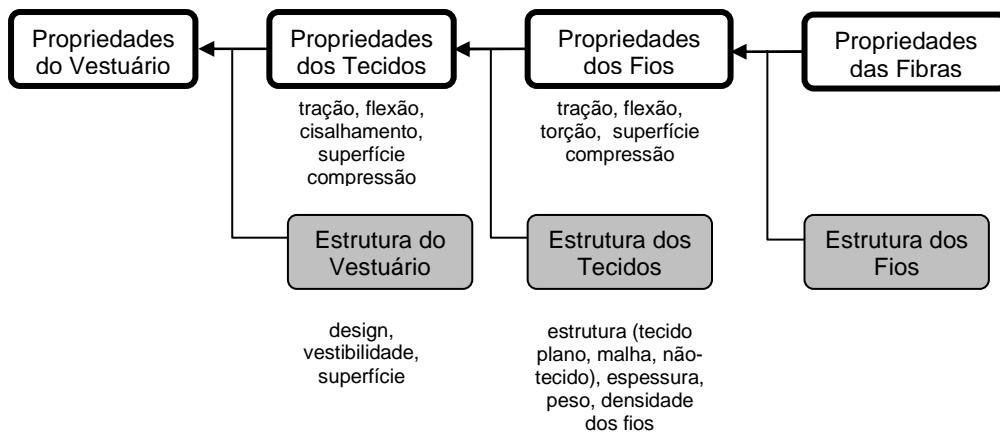 Propriedades
do Vestuário
Propriedades
dos Tecidos
Propriedades
dos Fios
Propriedades
das Fibras
tração, flexão,
cisalhamento,
superfície
compressão
tração, flexão,
torção, superfície
compressão
Estrutura do
Vestuário
Estrutura dos
Tecidos
Estrutura dos
Fios
design,
vestibilidade,
superfície
estrutura (tecido
plano, malha, não-
tecido), espessura,
peso, densidade
dos fios